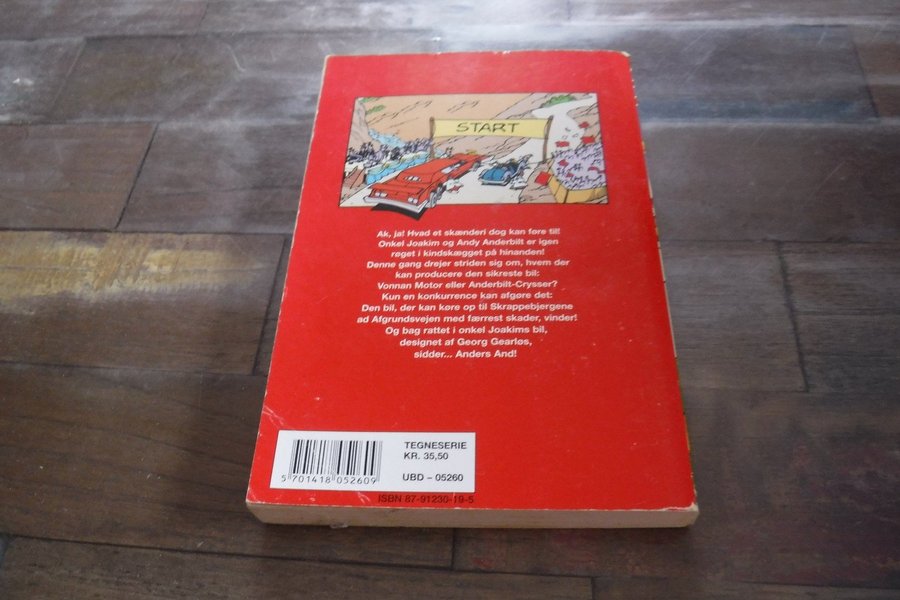 START
Ak, ja! Hvad et skænderi dog kan føre til!
Onkel Joakim og Andy Anderbilt er igen
røget i kindskægget på hinanden!
Denne gang drejer striden sig om, hvem der
kan producere den sikreste bil:
Vonnan Motor eller Anderbilt-Crysser?
Kun en konkurrence kan afgøre det:
Den bil, der kan køre op til Skrappebjergene
ad Afgrundsvejen med færrest skader, vinder!
Og bag rattet i onkel Joakims bil,
designet af Georg Gearløs,
sidder... Anders And!
TEGNESERIE
KR. 35,50
UBD – 05260
5 701418 052609
ISBN 87-91230-19-5